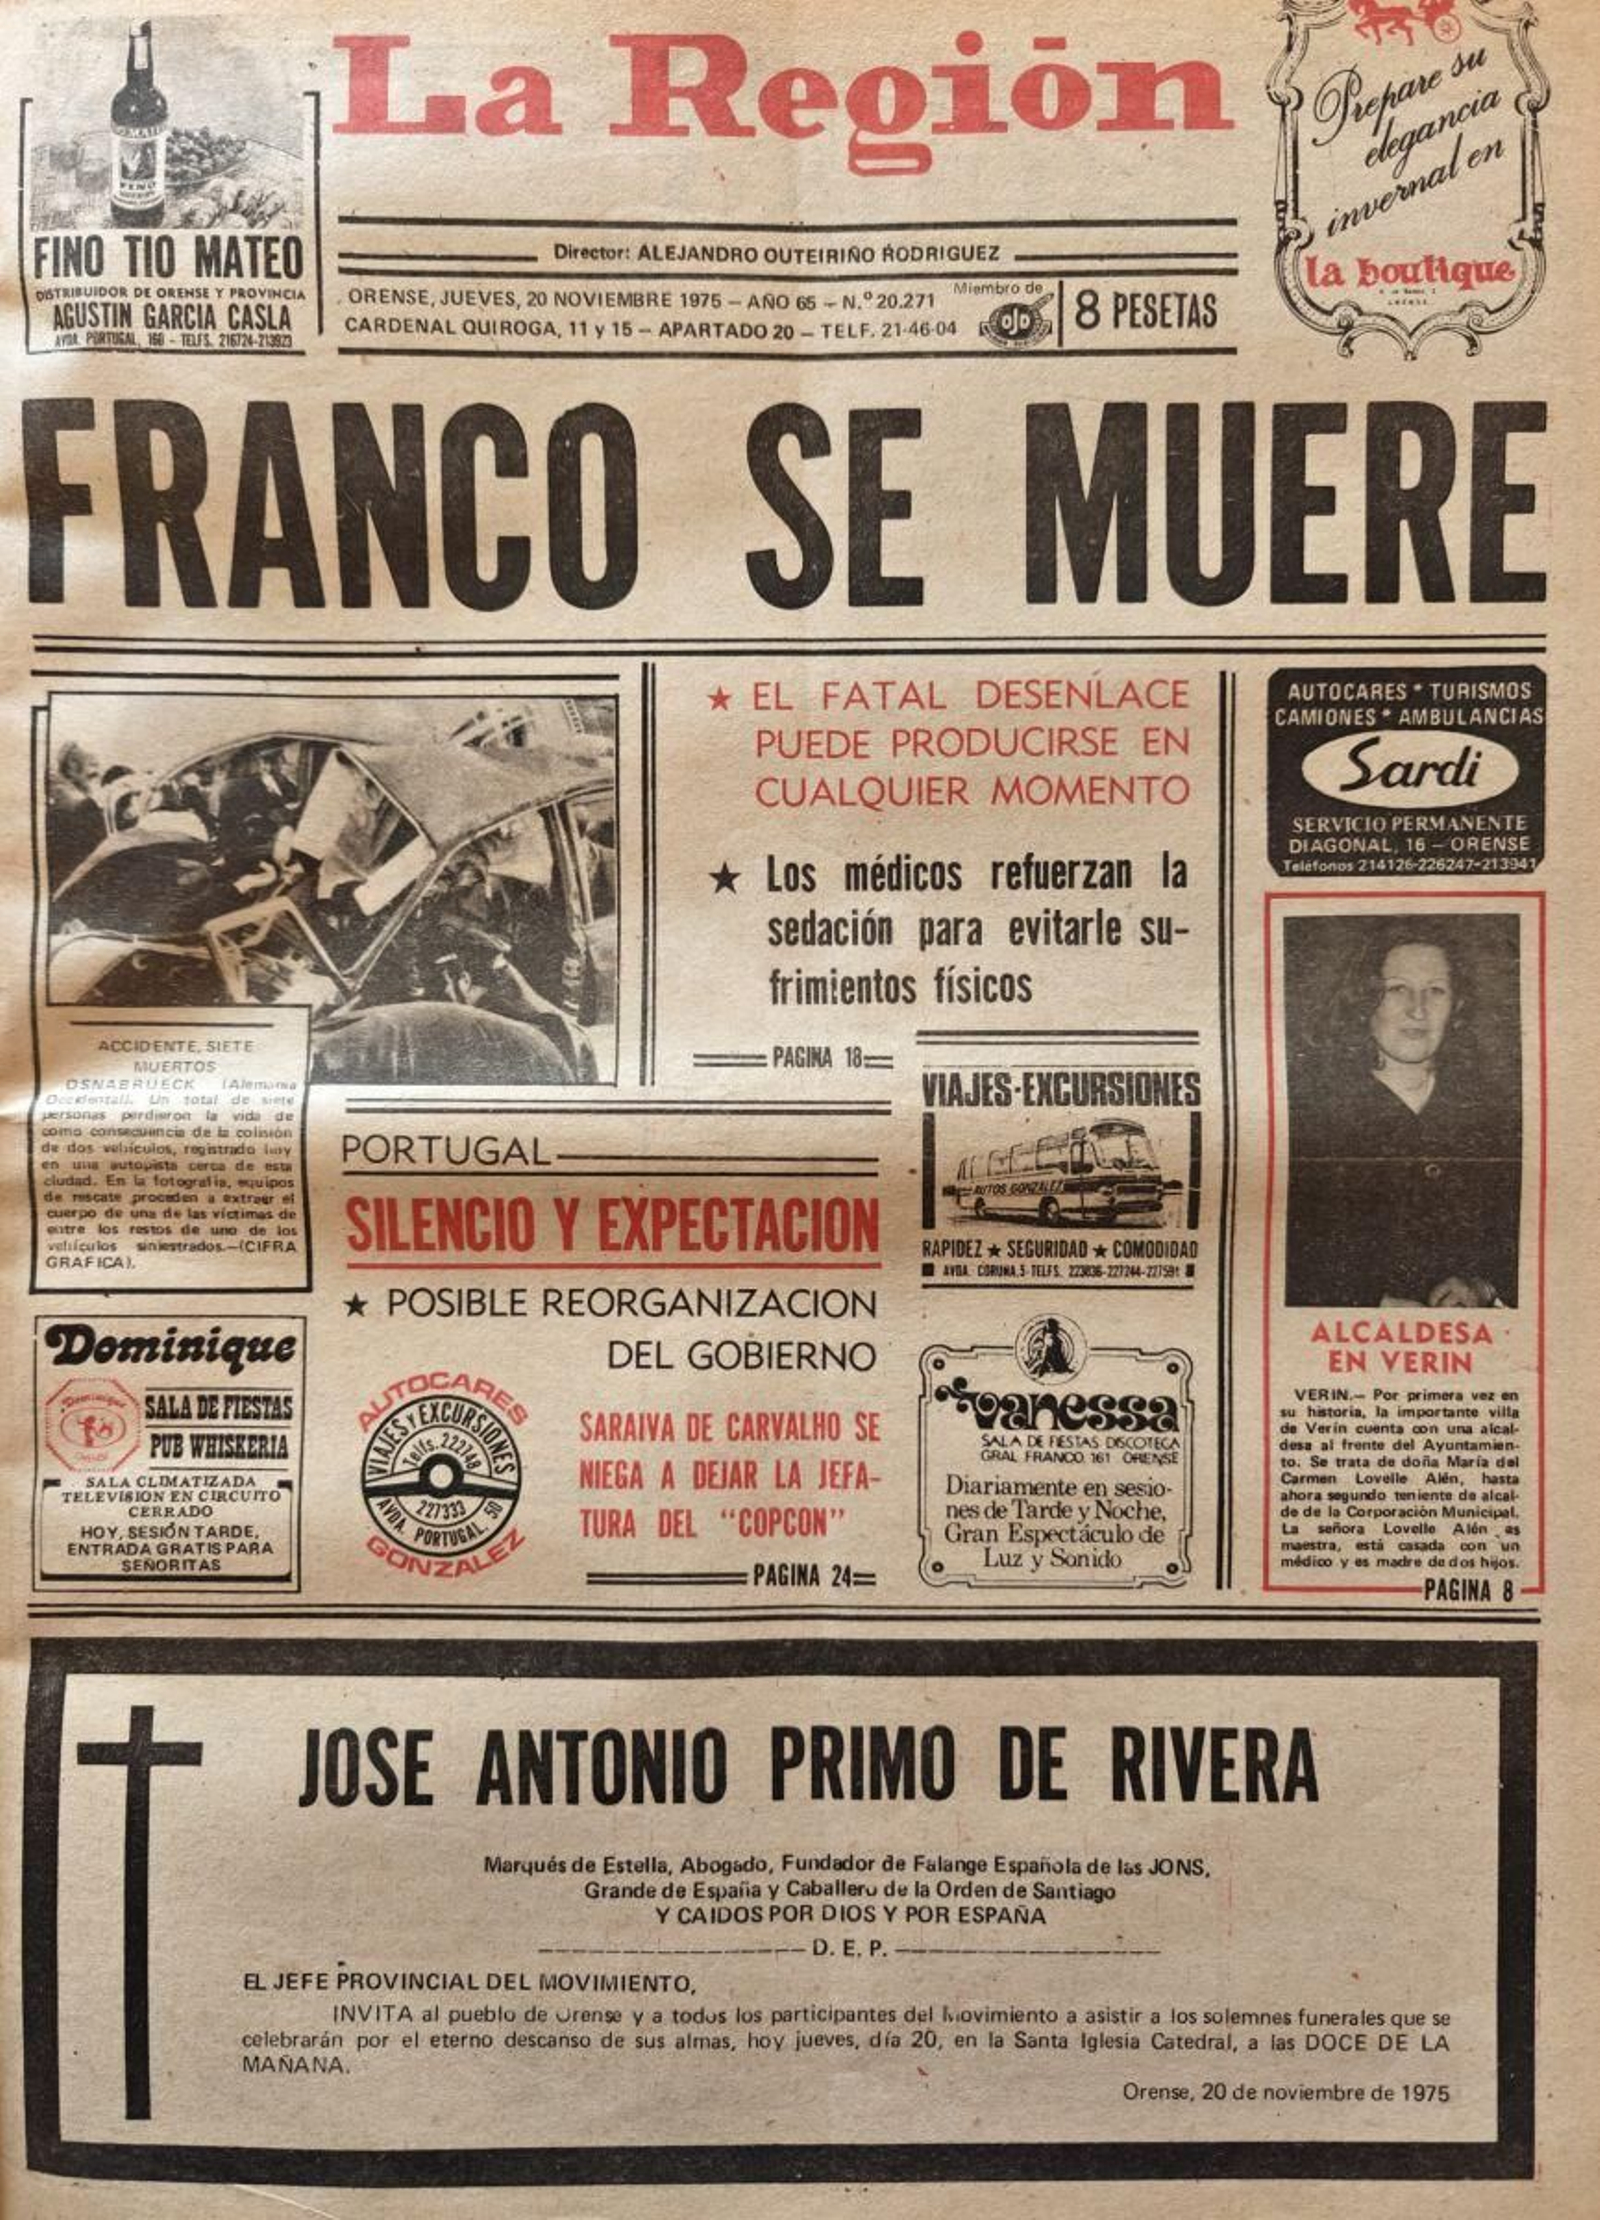 La Región
FINO TIO MATEO
DISTRIBUIDOR DE ORENSE Y PROVINCIA
AGUSTIN GARCIA CASLA
AVDA. PORTUGAL, 160 - TELFS. 216724-213923
Director: ALEJANDRO OUTEIRIÑO RODRIGUEZ
ORENSE, JUEVES, 20 NOVIEMBRE 1975 – AÑO 65 – N.º 20.271
CARDENAL QUIROGA, 11 y 15 – APARTADO 20 – TELF. 21-46-04
Miembro de
OJD
8 PESETAS
Prepare su
elegancia
invernal en
la boutique
FRANCO SE MUERE
★ EL FATAL DESENLACE
PUEDE PRODUCIRSE EN
CUALQUIER MOMENTO
★ Los médicos refuerzan la
sedación para evitarle su-
frimientos físicos
PAGINA 18
ACCIDENTE, SIETE
MUERTOS
OSNABRUECK (Alemania
Occidental). Un total de siete
personas perdieron la vida de
como consecuencia de la colisión
de dos vehículos, registrado hoy
en una autopista cerca de esta
ciudad. En la fotografía, equipos
de rescate proceden a extraer el
cuerpo de una de las víctimas de
entre los restos de uno de los
vehículos siniestrados.—(CIFRA
GRAFICA).
PORTUGAL
SILENCIO Y EXPECTACION
★ POSIBLE REORGANIZACION
DEL GOBIERNO
SARAIVA DE CARVALHO SE
NIEGA A DEJAR LA JEFA-
TURA DEL "COPCON"
PAGINA 24
AUTOCARES
VIAJES Y EXCURSIONES
Telfs. 222748
227333
AVDA. PORTUGAL, 50
GONZALEZ
Dominique
SALA DE FIESTAS
PUB WHISKERIA
SALA CLIMATIZADA
TELEVISION EN CIRCUITO
CERRADO
HOY, SESIÓN TARDE,
ENTRADA GRATIS PARA
SEÑORITAS
VIAJES-EXCURSIONES
AUTOS GONZALEZ
RAPIDEZ ★ SEGURIDAD ★ COMODIDAD
AVDA. CORUÑA, 5 - TELFS. 223836-227244-227591
vanessa
SALA DE FIESTAS DISCOTECA
GRAL FRANCO, 161 ORENSE
Diariamente en sesio-
nes de Tarde y Noche,
Gran Espectáculo de
Luz y Sonido
AUTOCARES * TURISMOS
CAMIONES * AMBULANCIAS
Sardi
SERVICIO PERMANENTE
DIAGONAL, 16 – ORENSE
Teléfonos 214126-226247-213941
ALCALDESA
EN VERIN
VERIN.— Por primera vez en
su historia, la importante villa
de Verín cuenta con una alcal-
desa al frente del Ayuntamien-
to. Se trata de doña María del
Carmen Lovelle Alén, hasta
ahora segundo teniente de alcal-
de de la Corporación Municipal.
La señora Lovelle Alén es
maestra, está casada con un
médico y es madre de dos hijos.
PAGINA 8
JOSE ANTONIO PRIMO DE RIVERA
Marqués de Estella, Abogado, Fundador de Falange Española de las JONS,
Grande de España y Caballero de la Orden de Santiago
Y CAIDOS POR DIOS Y POR ESPAÑA
D. E. P.
EL JEFE PROVINCIAL DEL MOVIMIENTO,
INVITA al pueblo de Orense y a todos los participantes del Movimiento a asistir a los solemnes funerales que se
celebrarán por el eterno descanso de sus almas, hoy jueves, día 20, en la Santa Iglesia Catedral, a las DOCE DE LA
MAÑANA.
Orense, 20 de noviembre de 1975